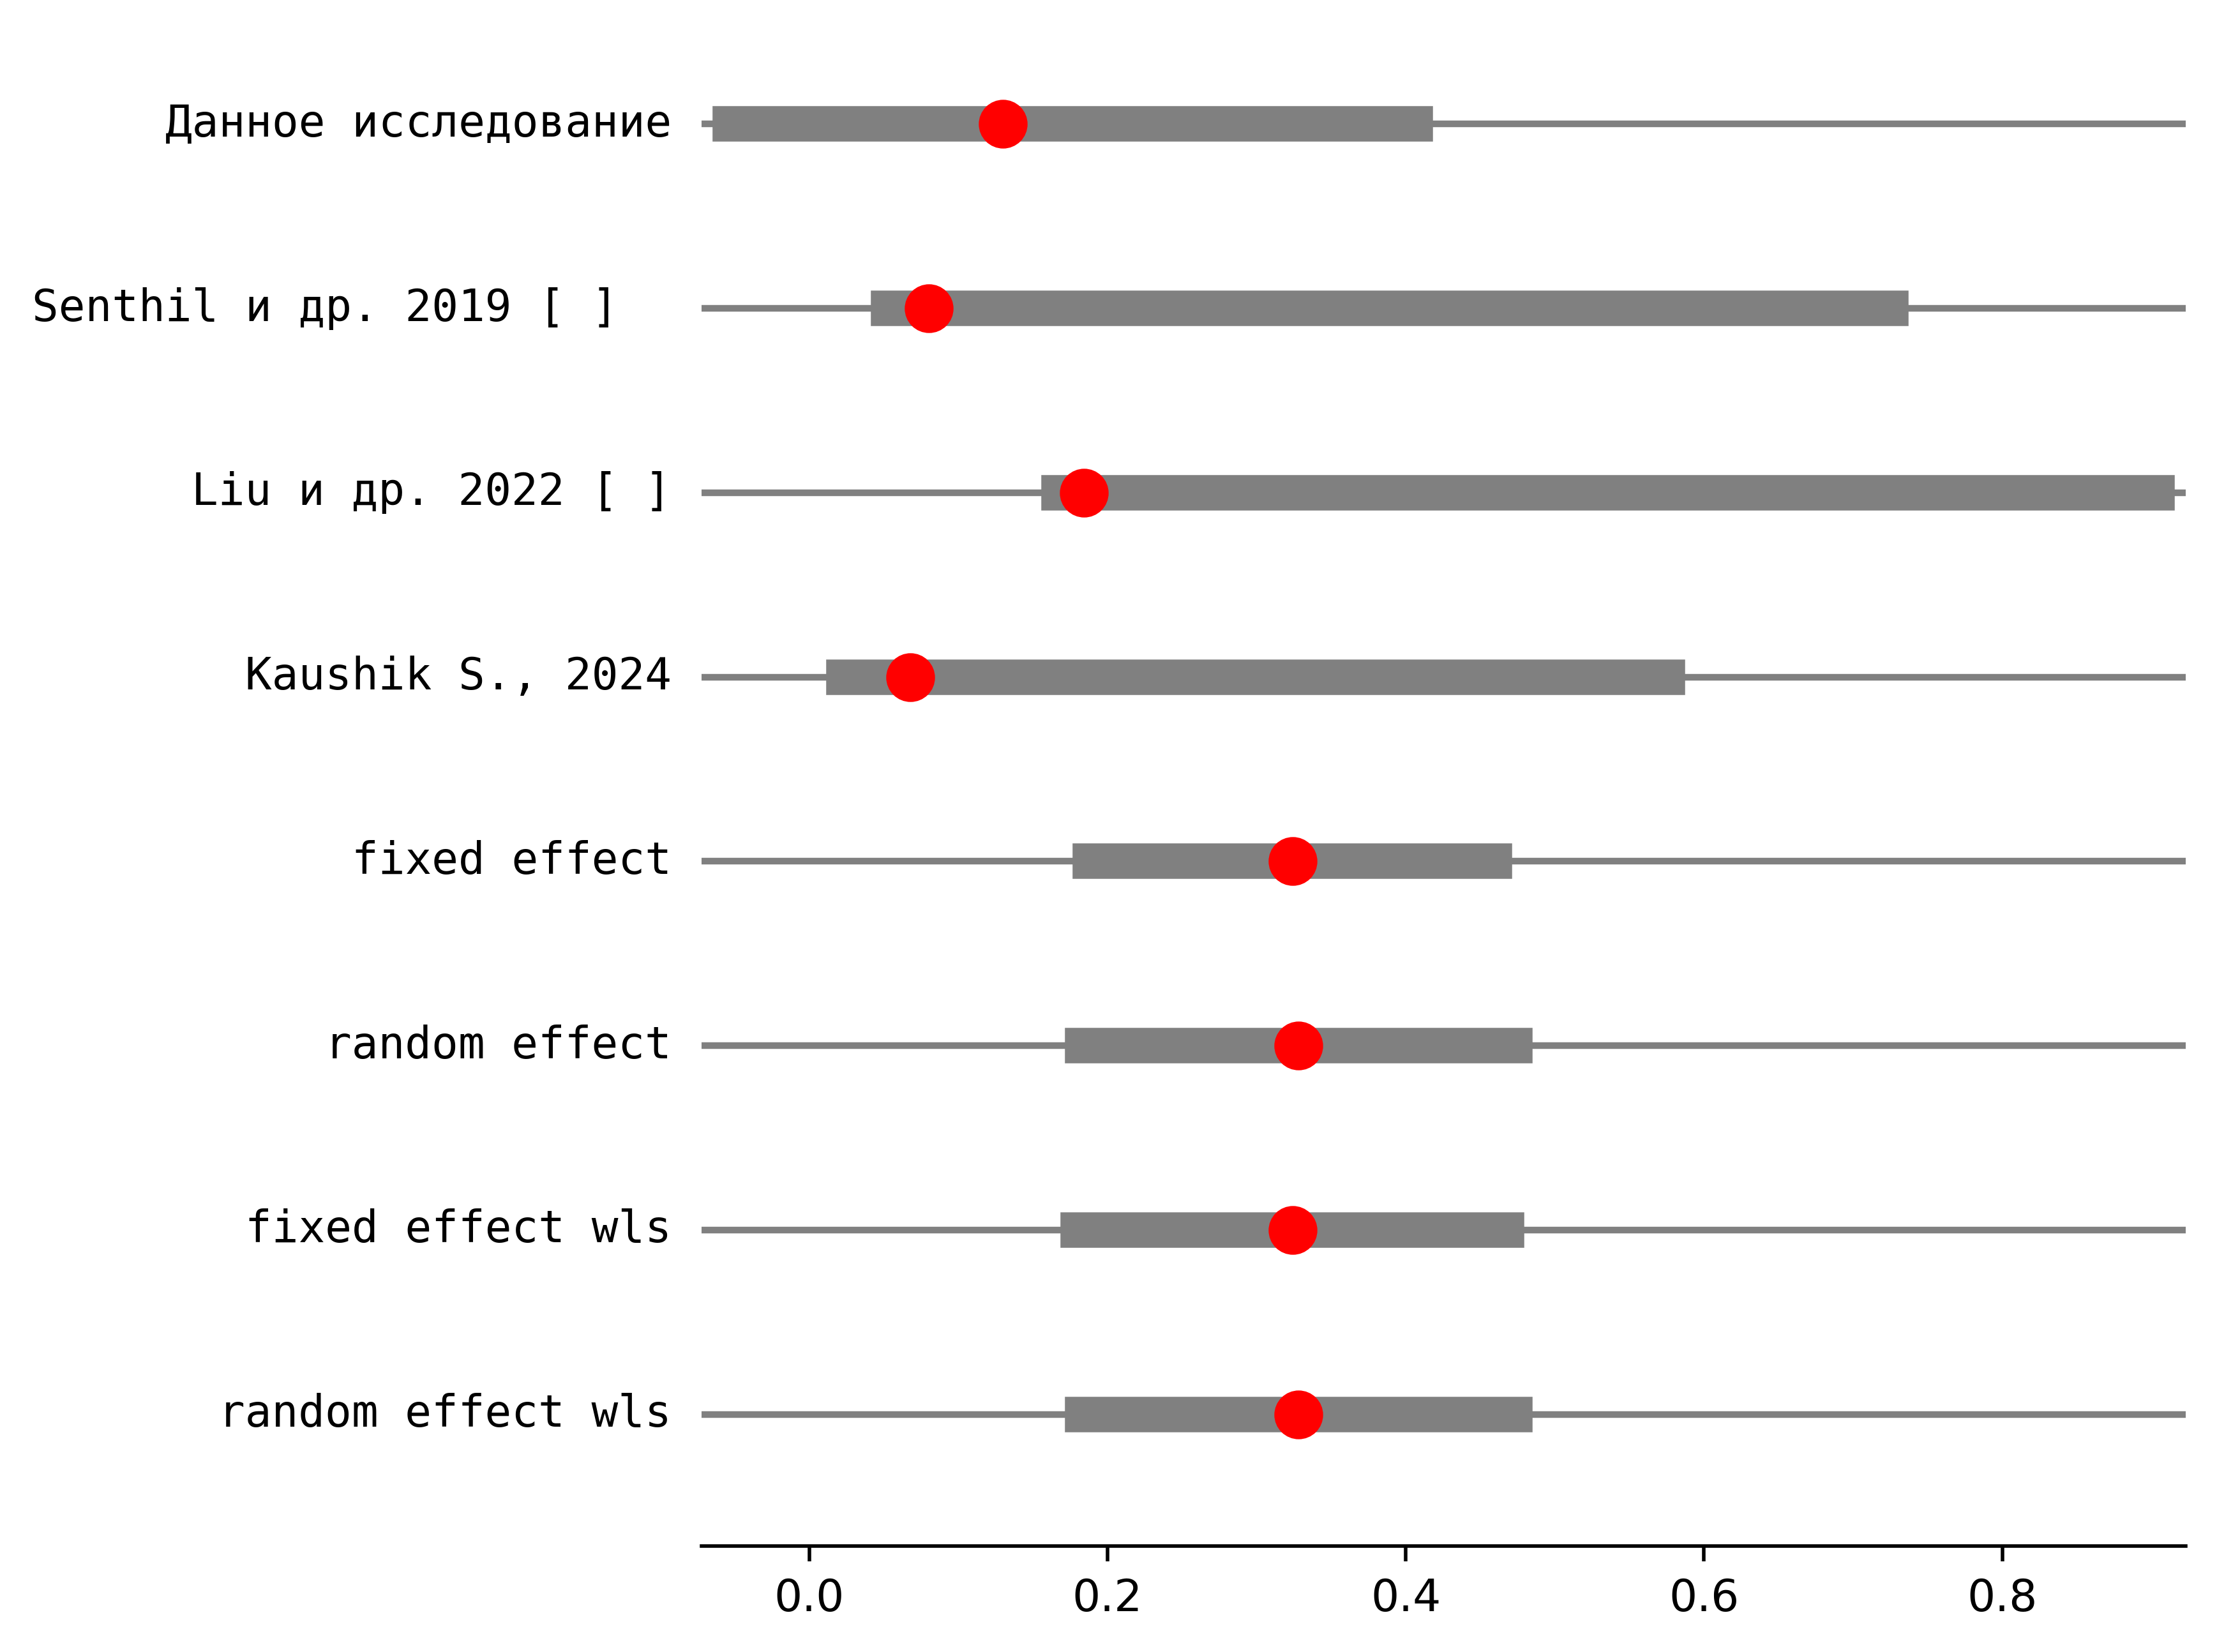 Данное исследование
Senthil и др. 2019 [ ]
Liu и др. 2022 [ ]
Kaushik S., 2024
fixed effect
random effect
fixed effect wls
random effect wls
0.0 0.2 0.4 0.6 0.8